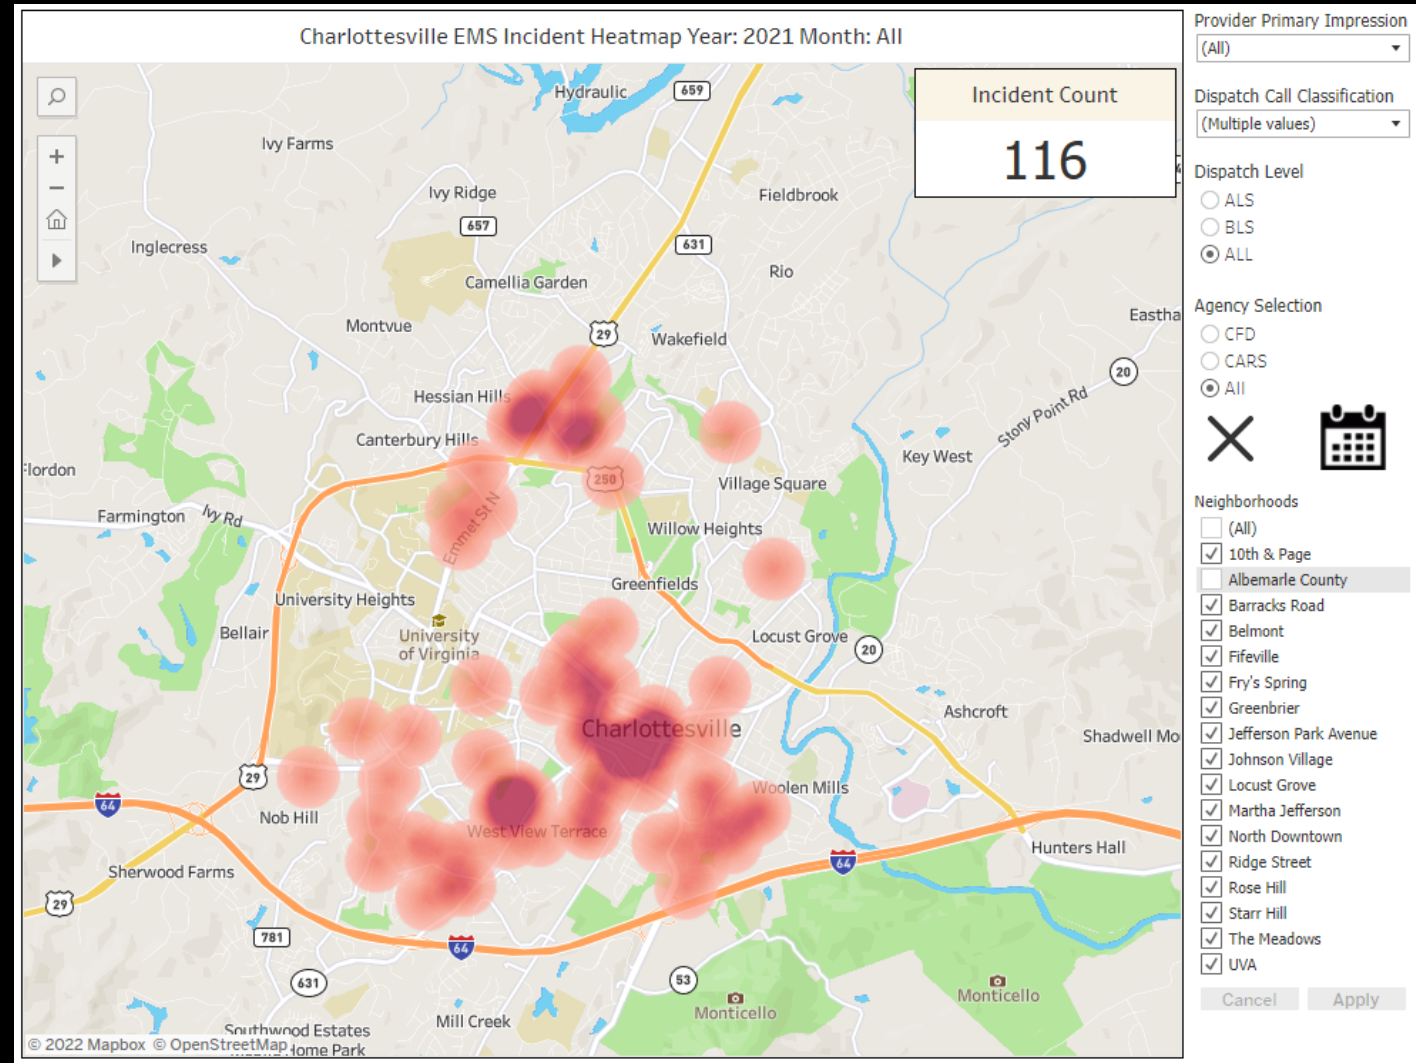 Charlottesville EMS Incident Heatmap Year: 2021 Month: All
Incident Count
116
Hydraulic
659
Ivy Farms
Ivy Ridge
Fieldbrook
657
631
Inglecress
Rio
Camellia Garden
Eastha
Montvue
29
Wakefield
20
Hessian Hills
Stony Point Rd
Canterbury Hills
Key West
Flordon
250
Village Square
Farmington
Ivy Rd
Emmet St N
Willow Heights
Greenfields
University Heights
Bellair
University
of Virginia
Locust Grove
20
Ashcroft
Charlottesville
Shadwell Mo
29
64
Woolen Mills
Nob Hill
West View Terrace
Hunters Hall
64
Sherwood Farms
29
781
64
631
53
Monticello
Monticello
Mill Creek
Southwood Estates
Home Park
© 2022 Mapbox © OpenStreetMap
Provider Primary Impression
(All)
Dispatch Call Classification
(Multiple values)
Dispatch Level
ALS
BLS
ALL
Agency Selection
CFD
CARS
All
Neighborhoods
(All)
10th & Page
Albemarle County
Barracks Road
Belmont
Fifeville
Fry's Spring
Greenbrier
Jefferson Park Avenue
Johnson Village
Locust Grove
Martha Jefferson
North Downtown
Ridge Street
Rose Hill
Starr Hill
The Meadows
UVA
Cancel Apply